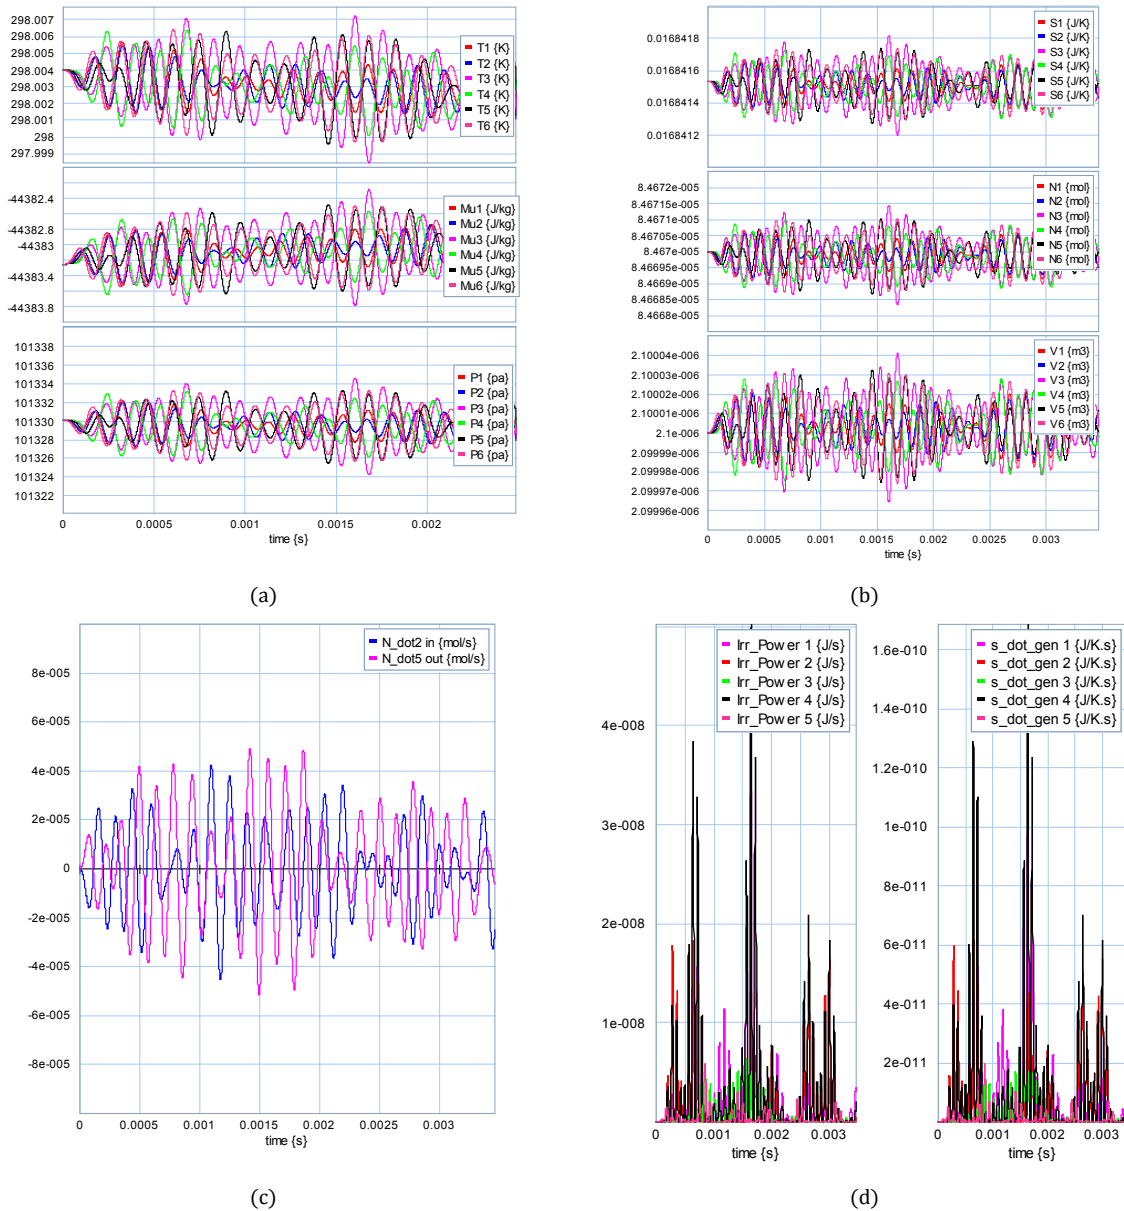 298.007
298.006
298.005
298.004
298.003
298.002
298.001
298
297.999
T1 {K}
T2 {K}
T3 {K}
T4 {K}
T5 {K}
T6 {K}
-44382.4
-44382.8
-44383
-44383.4
-44383.8
Mu1 {J/kg}
Mu2 {J/kg}
Mu3 {J/kg}
Mu4 {J/kg}
Mu5 {J/kg}
Mu6 {J/kg}
101338
101336
101334
101332
101330
101328
101326
101324
101322
P1 {pa}
P2 {pa}
P3 {pa}
P4 {pa}
P5 {pa}
P6 {pa}
0 0.0005 0.001 0.0015 0.002
time {s}
(a)
0.0168418
0.0168416
0.0168414
0.0168412
S1 {J/K}
S2 {J/K}
S3 {J/K}
S4 {J/K}
S5 {J/K}
S6 {J/K}
8.4672e-005
8.46715e-005
8.4671e-005
8.46705e-005
8.467e-005
8.46695e-005
8.4669e-005
8.46685e-005
8.4668e-005
N1 {mol}
N2 {mol}
N3 {mol}
N4 {mol}
N5 {mol}
N6 {mol}
2.10004e-006
2.10003e-006
2.10002e-006
2.10001e-006
2.1e-006
2.09999e-006
2.09998e-006
2.09997e-006
2.09996e-006
V1 {m3}
V2 {m3}
V3 {m3}
V4 {m3}
V5 {m3}
V6 {m3}
0 0.0005 0.001 0.0015 0.002 0.0025 0.003
time {s}
(b)
8e-005
6e-005
4e-005
2e-005
0
-2e-005
-4e-005
-6e-005
-8e-005
N_dot2 in {mol/s}
N_dot5 out {mol/s}
0 0.0005 0.001 0.0015 0.002 0.0025 0.003
time {s}
(c)
4e-008
3e-008
2e-008
1e-008
Irr_Power 1 {J/s}
Irr_Power 2 {J/s}
Irr_Power 3 {J/s}
Irr_Power 4 {J/s}
Irr_Power 5 {J/s}
0 0.001 0.002 0.003
time {s}
1.6e-010
1.4e-010
1.2e-010
1e-010
8e-011
6e-011
4e-011
2e-011
s_dot_gen 1 {J/K.s}
s_dot_gen 2 {J/K.s}
s_dot_gen 3 {J/K.s}
s_dot_gen 4 {J/K.s}
s_dot_gen 5 {J/K.s}
0 0.001 0.002 0.003
time {s}
(d)